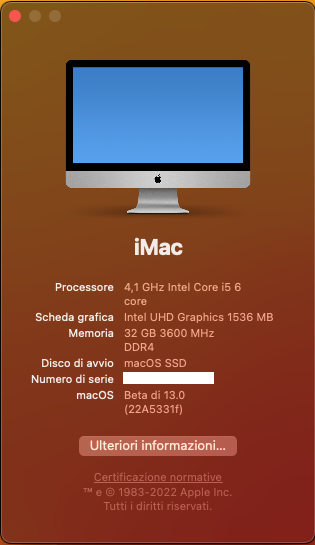 iMac
Processore 4,1 GHz Intel Core i5 6
core
Scheda grafica Intel UHD Graphics 1536 MB
Memoria 32 GB 3600 MHz
DDR4
Disco di avvio macOS SSD
Numero di serie
macOS Beta di 13.0
(22A5331f)
Ulteriori informazioni...
Certificazione normative
™ e © 1983-2022 Apple Inc.
Tutti i diritti riservati.